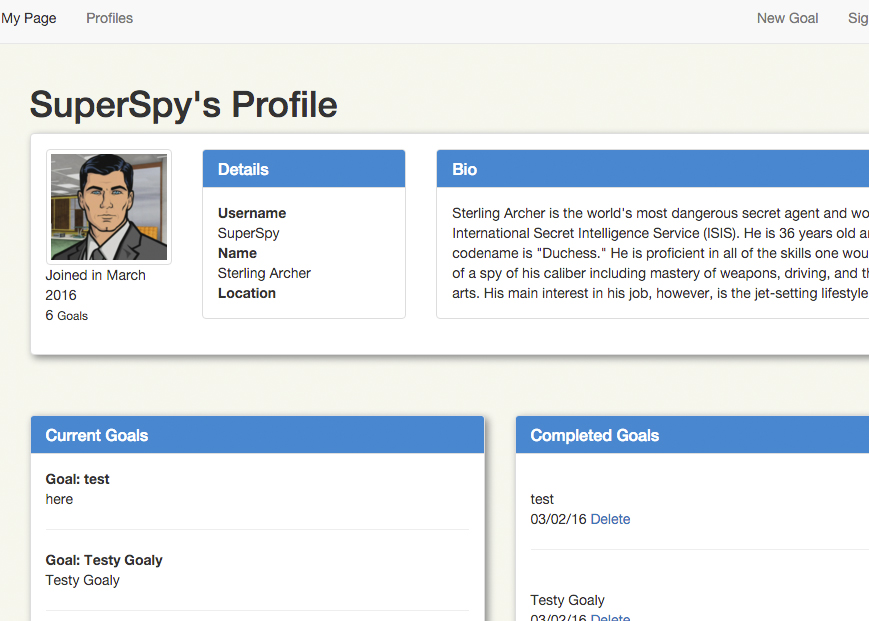 My Page Profiles New Goal
SuperSpy's Profile
Joined in March
2016
6 Goals
Details
Username
SuperSpy
Name
Sterling Archer
Location
Bio
Sterling Archer is the world's most dangerous secret agent and
International Secret Intelligence Service (ISIS). He is 36 years old
codename is "Duchess." He is proficient in all of the skills one
of a spy of his caliber including mastery of weapons, driving, and
arts. His main interest in his job, however, is the jet-setting lifestyle
Current Goals
Goal: test
here
Goal: Testy Goaly
Testy Goaly
Completed Goals
test
03/02/16 Delete
Testy Goaly
03/02/16 Delete